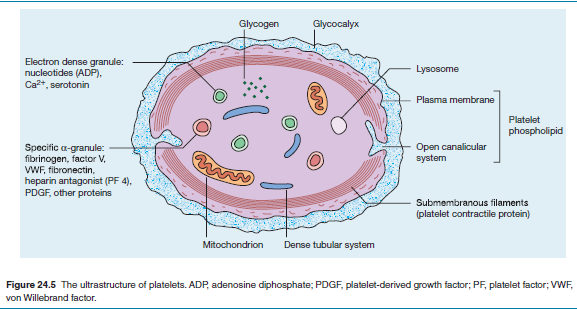 Glycogen
Glycocalyx
Electron dense granule:
nucleotides (ADP),
Ca2+, serotonin
Specific α-granule:
fibrinogen, factor V,
VWF, fibronectin,
heparin antagonist (PF 4),
PDGF, other proteins
Lysosome
Plasma membrane
Platelet
phospholipid
Open canalicular
system
Submembranous filaments
(platelet contractile protein)
Mitochondrion
Dense tubular system
Figure 24.5 The ultrastructure of platelets. ADP, adenosine diphosphate; PDGF, platelet-derived growth factor; PF, platelet factor; VWF,
von Willebrand factor.